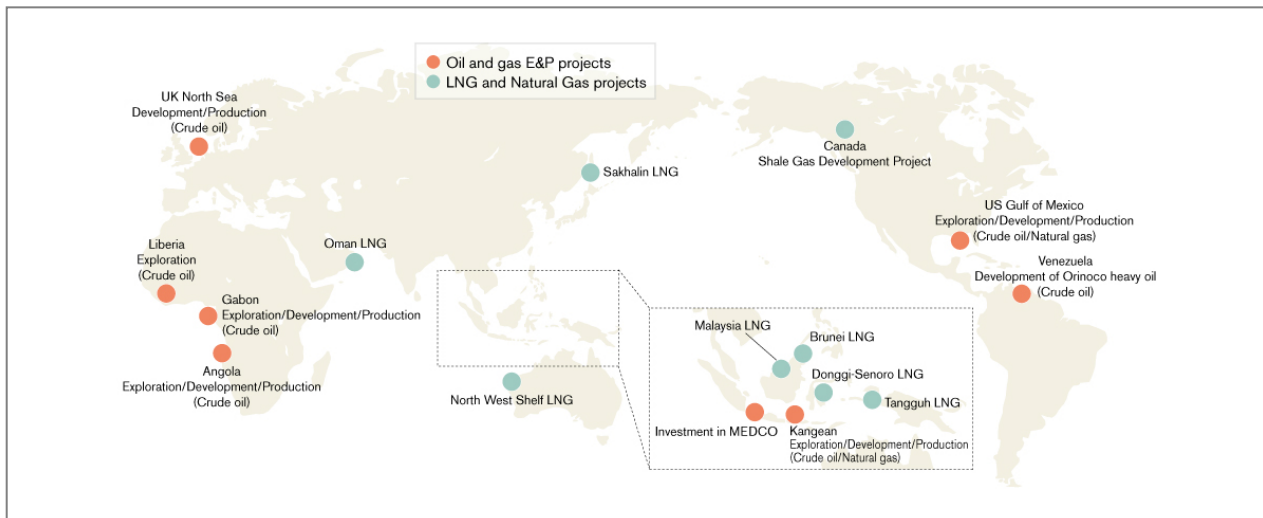 Oil and gas E&P projects
LNG and Natural Gas projects
UK North Sea
Development/Production
(Crude oil)
Canada
Shale Gas Development Project
Sakhalin LNG
US Gulf of Mexico
Exploration/Development/Production
(Crude oil/Natural gas)
Liberia
Exploration
(Crude oil)
Oman LNG
Venezuela
Development of Orinoco heavy oil
(Crude oil)
Gabon
Exploration/Development/Production
(Crude oil)
Angola
Exploration/Development/Production
(Crude oil)
North West Shelf LNG
Malaysia LNG
Brunei LNG
Donggi-Senoro LNG
Tangguh LNG
Investment in MEDCO
Kangean
Exploration/Development/Production
(Crude oil/Natural gas)